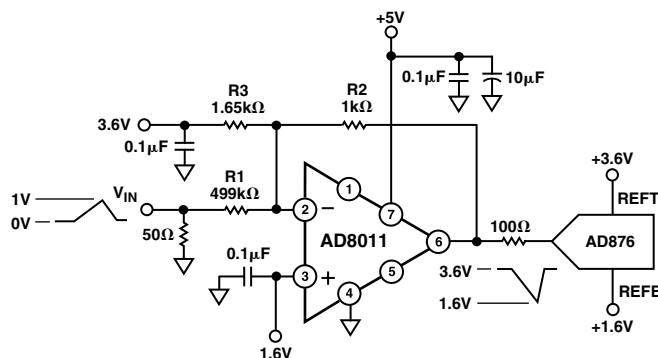 +5V
0.1μF
10μF
R3
1.65kΩ
R2
1kΩ
3.6V
0.1μF
R1
499kΩ
VIN
1V
0V
50Ω
1
2
–
7
AD8011
6
3
+
5
4
0.1μF
1.6V
100Ω
3.6V
1.6V
+3.6V
REFT
AD876
REFB
+1.6V